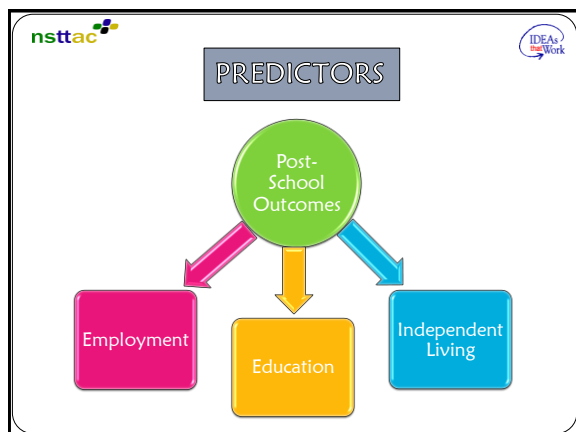 nsttac
IDEAs
that Work
PREDICTORS
Post-
School
Outcomes
Employment
Education
Independent
Living